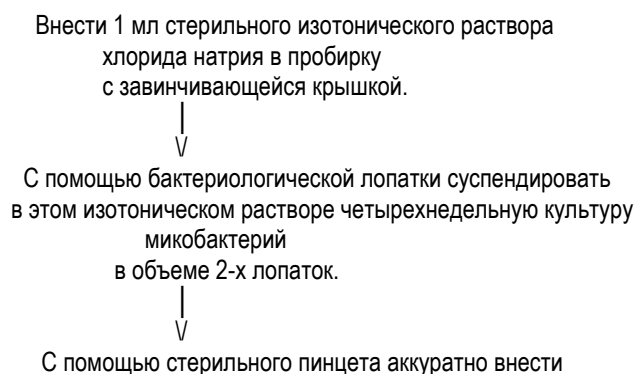 Внести 1 мл стерильного изотонического раствора
хлорида натрия в пробирку
с завинчивающейся крышкой.
С помощью бактериологической лопатки суспендировать
в этом изотоническом растворе четырехнедельную культуру
микобактерий
в объеме 2-х лопаток.
С помощью стерильного пинцета аккуратно внести